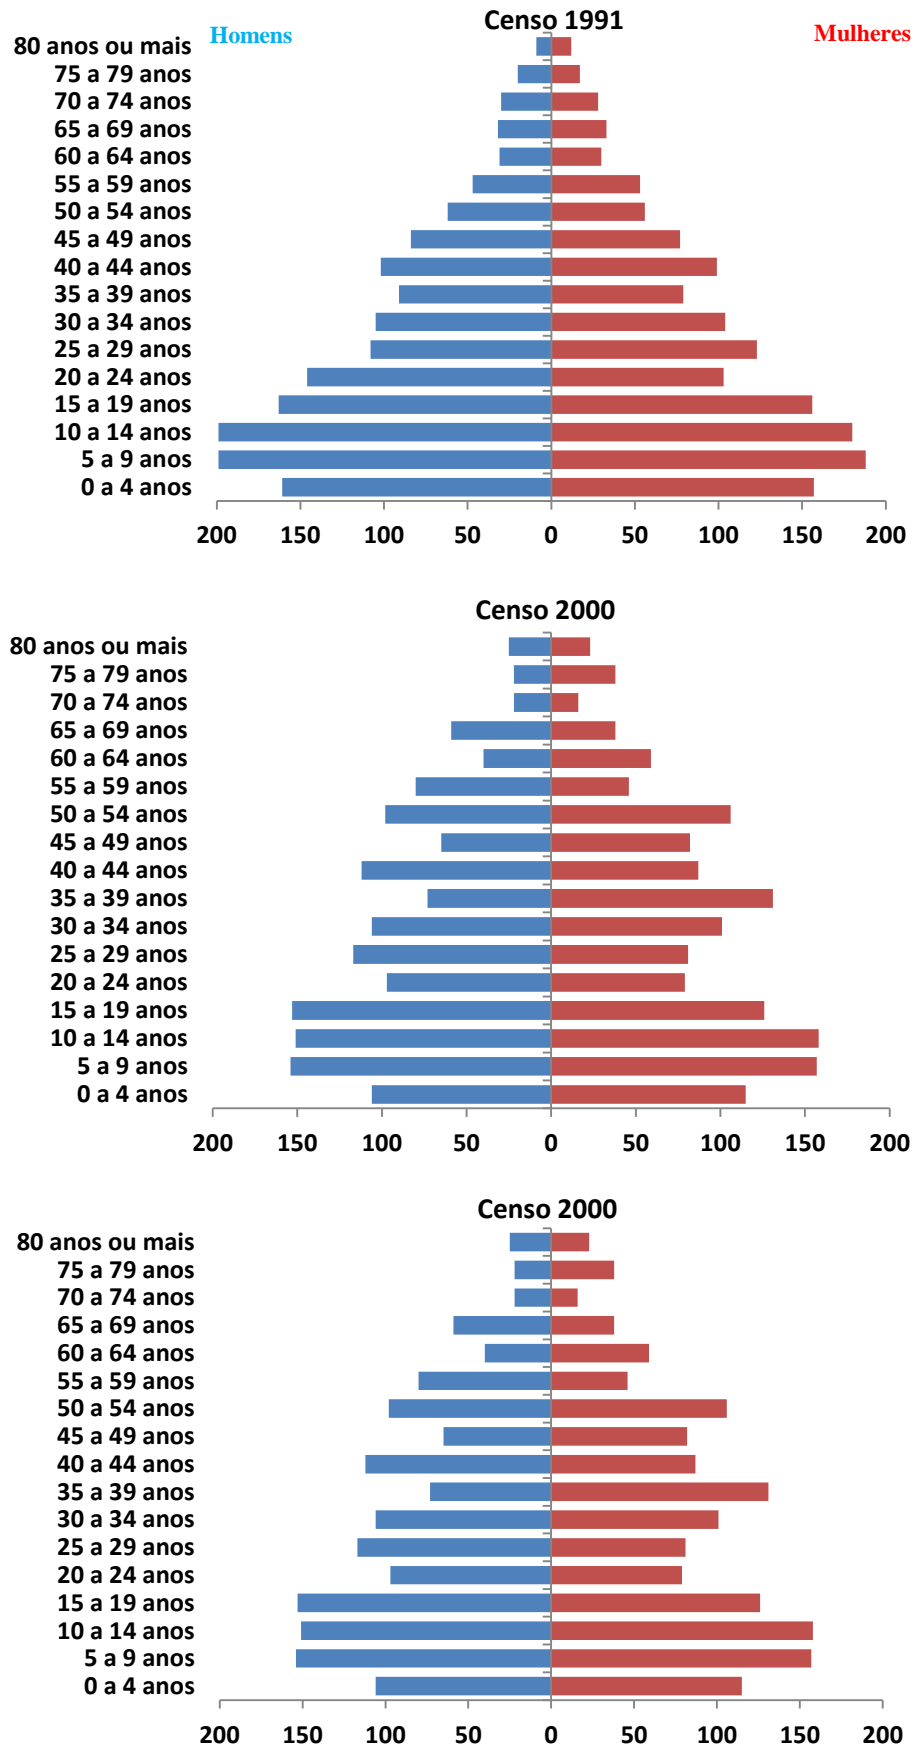 Censo 1991
Homens
Mulheres
80 anos ou mais
75 a 79 anos
70 a 74 anos
65 a 69 anos
60 a 64 anos
55 a 59 anos
50 a 54 anos
45 a 49 anos
40 a 44 anos
35 a 39 anos
30 a 34 anos
25 a 29 anos
20 a 24 anos
15 a 19 anos
10 a 14 anos
5 a 9 anos
0 a 4 anos
200 150 100 50 0 50 100 150 200
Censo 2000
80 anos ou mais
75 a 79 anos
70 a 74 anos
65 a 69 anos
60 a 64 anos
55 a 59 anos
50 a 54 anos
45 a 49 anos
40 a 44 anos
35 a 39 anos
30 a 34 anos
25 a 29 anos
20 a 24 anos
15 a 19 anos
10 a 14 anos
5 a 9 anos
0 a 4 anos
200 150 100 50 0 50 100 150 200
Censo 2000
80 anos ou mais
75 a 79 anos
70 a 74 anos
65 a 69 anos
60 a 64 anos
55 a 59 anos
50 a 54 anos
45 a 49 anos
40 a 44 anos
35 a 39 anos
30 a 34 anos
25 a 29 anos
20 a 24 anos
15 a 19 anos
10 a 14 anos
5 a 9 anos
0 a 4 anos
200 150 100 50 0 50 100 150 200